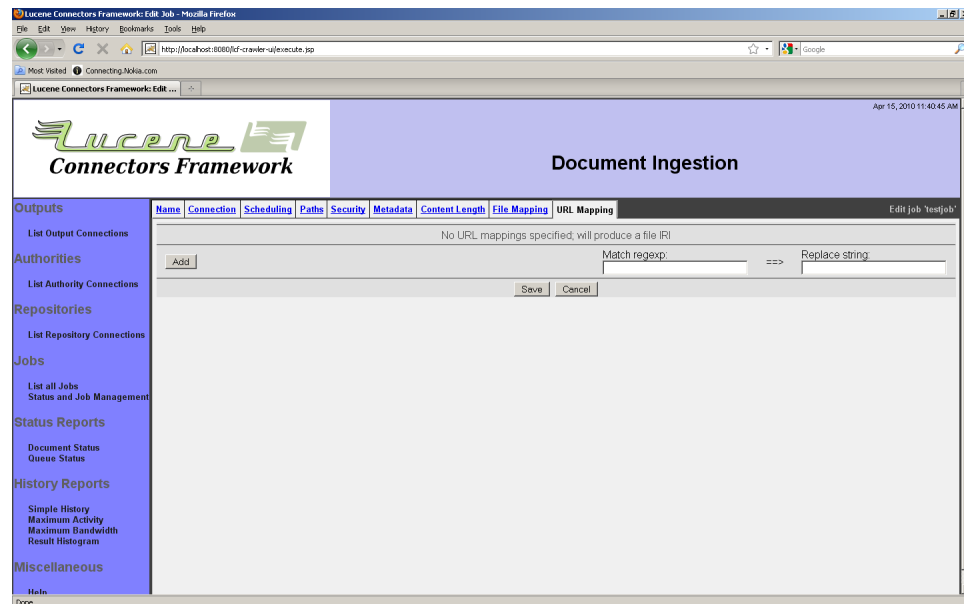 Lucene Connectors Framework: Edit Job - Mozilla Firefox
File Edit View History Bookmarks Tools Help
http://localhost:8080/lcf-crawler-ui/execute.jsp
Google
Most Visited Connecting.Nokia.com
Lucene Connectors Framework: Edit ...
Apr 15, 2010 11:40:45 AM
Lucene
Connectors Framework
Document Ingestion
Outputs
Name Connection Scheduling Paths Security Metadata Content Length File Mapping URL Mapping
Edit job 'testjob'
List Output Connections
No URL mappings specified; will produce a file IRI
Authorities
Add
Match regexp:
==>
Replace string:
List Authority Connections
Save Cancel
Repositories
List Repository Connections
Jobs
List all Jobs
Status and Job Management
Status Reports
Document Status
Queue Status
History Reports
Simple History
Maximum Activity
Maximum Bandwidth
Result Histogram
Miscellaneous
Help
Done